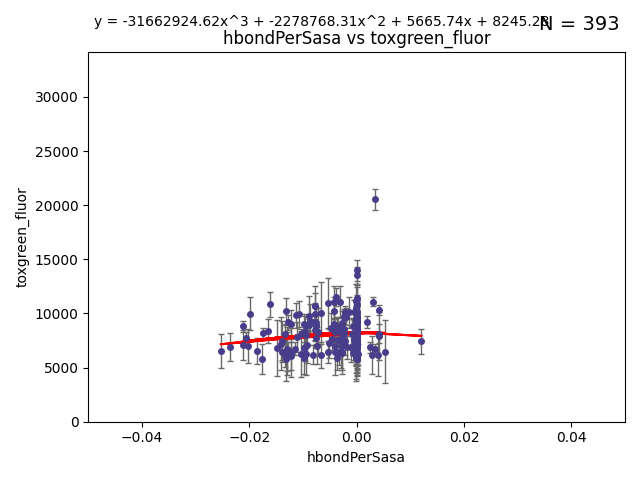 y = -31662924.62x^3 + -2278768.31x^2 + 5665.74x + 8245.28
N = 393
hbondPerSasa vs toxgreen_fluor
30000
25000
20000
15000
10000
5000
0
toxgreen_fluor
-0.04
-0.02
0.00
0.02
0.04
hbondPerSasa